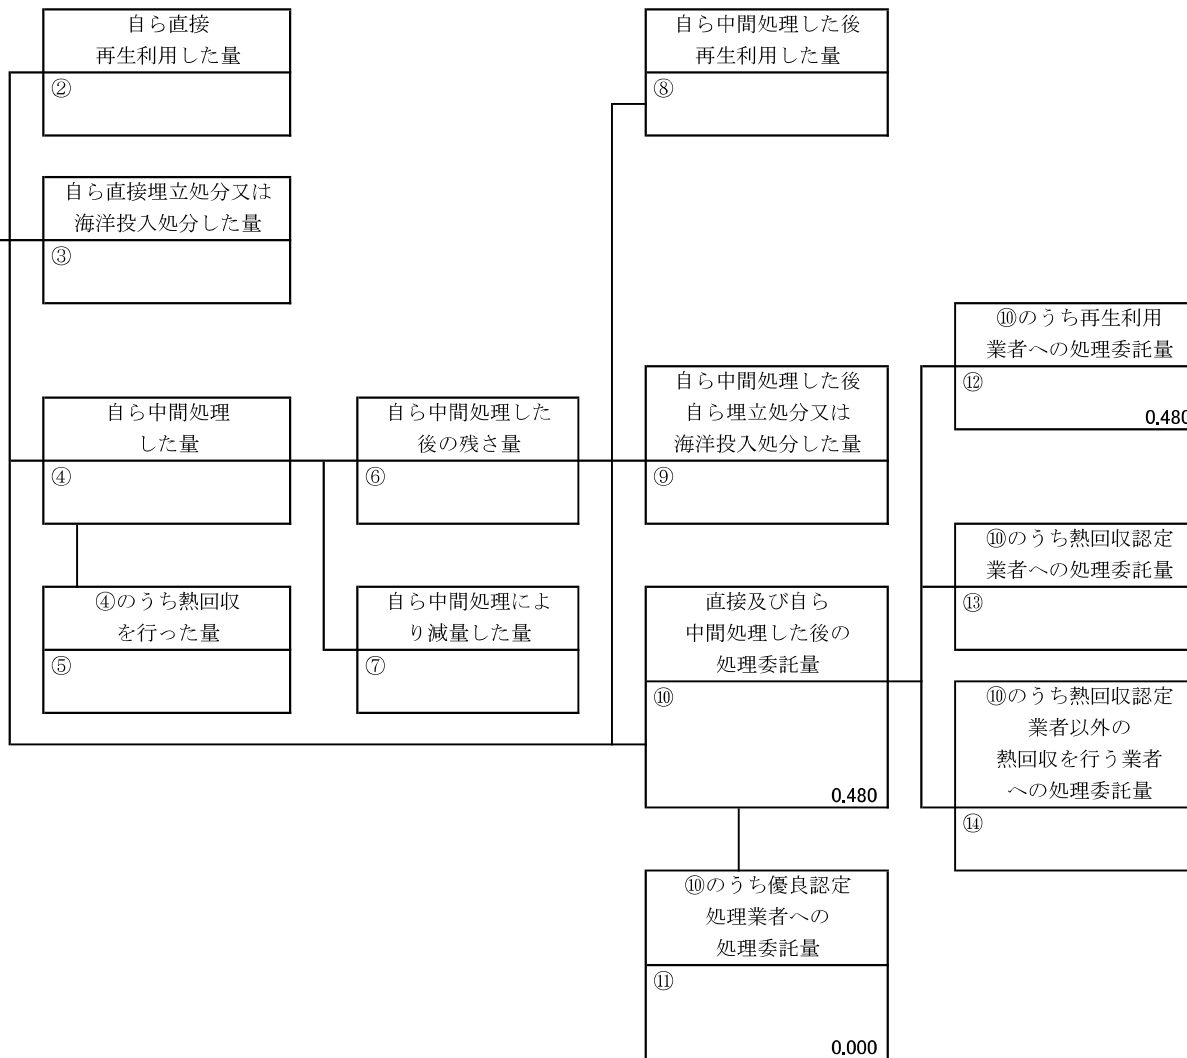 自ら直接
再生利用した量
②
自ら中間処理した後
再生利用した量
⑧
自ら直接埋立処分又は
海洋投入処分した量
③
⑩のうち再生利用
業者への処理委託量
⑫
0.480
自ら中間処理
した量
④
自ら中間処理した
後の残さ量
⑥
自ら中間処理した後
自ら埋立処分又は
海洋投入処分した量
⑨
⑩のうち熱回収認定
業者への処理委託量
⑬
④のうち熱回収
を行った量
⑤
自ら中間処理によ
り減量した量
⑦
直接及び自ら
中間処理した後の
処理委託量
⑩
0.480
⑩のうち熱回収認定
業者以外の
熱回収を行う業者
への処理委託量
⑭
⑩のうち優良認定
処理業者への
処理委託量
⑪
0.000